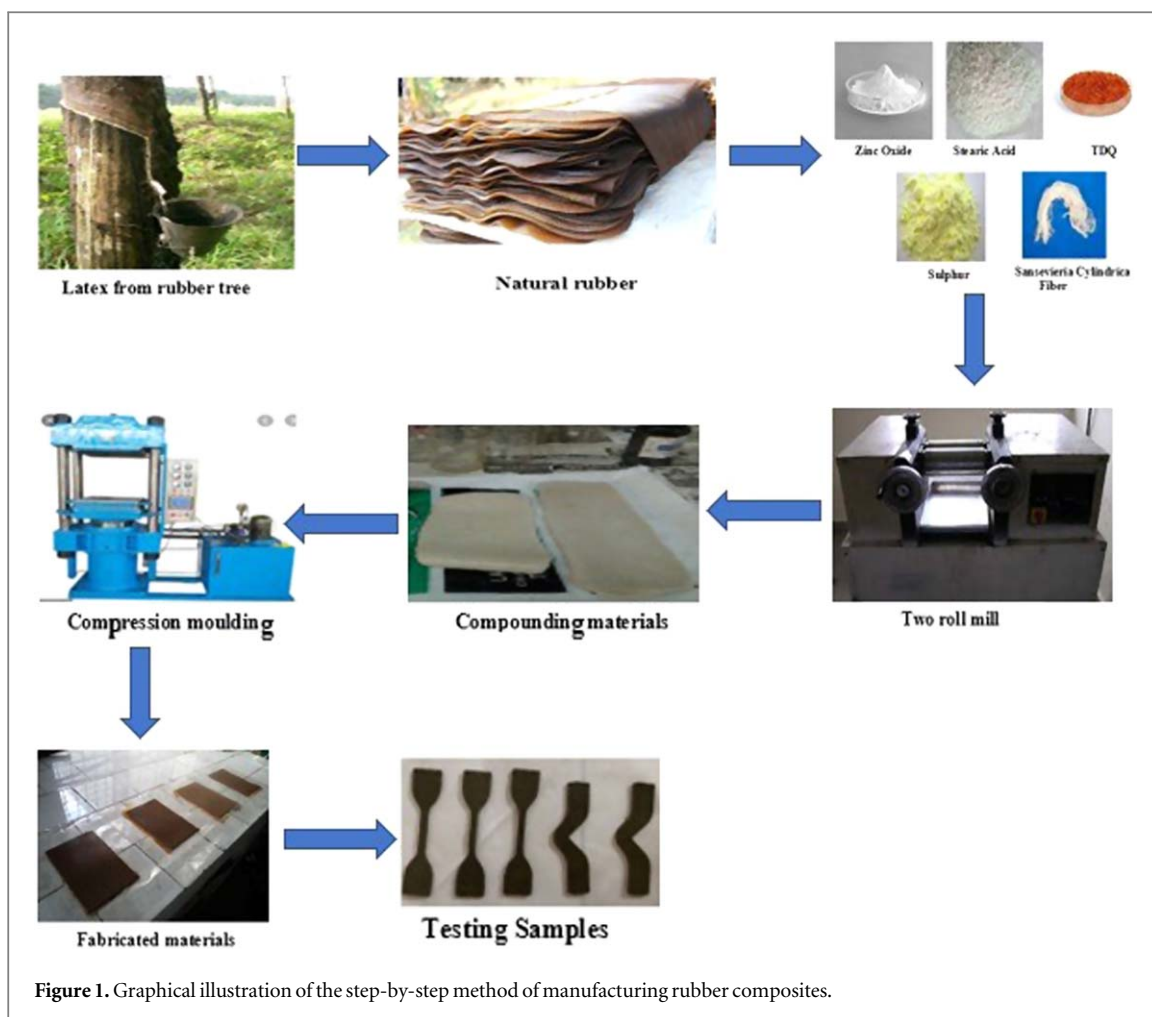 Zinc Oxide
Stearic Acid
TDQ
Latex from rubber tree
Natural rubber
Sulphur
Sansevieria Cylindrica
Fiber
Compression moulding
Compounding materials
Two roll mill
Fabricated materials
Testing Samples
Figure 1. Graphical illustration of the step-by-step method of manufacturing rubber composites.